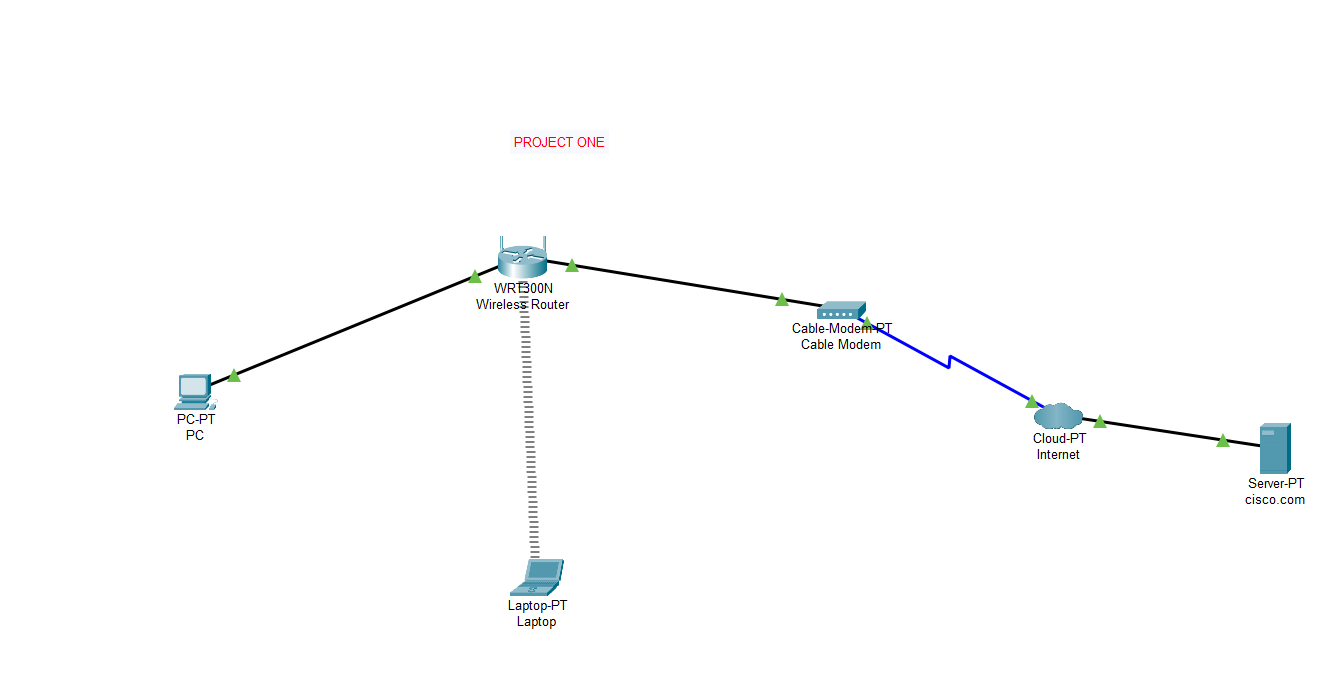 PROJECT ONE
WRT300N
Wireless Router
Cable-Modem-PT
Cable Modem
PC-PT
PC
Cloud-PT
Internet
Server-PT
cisco.com
Laptop-PT
Laptop